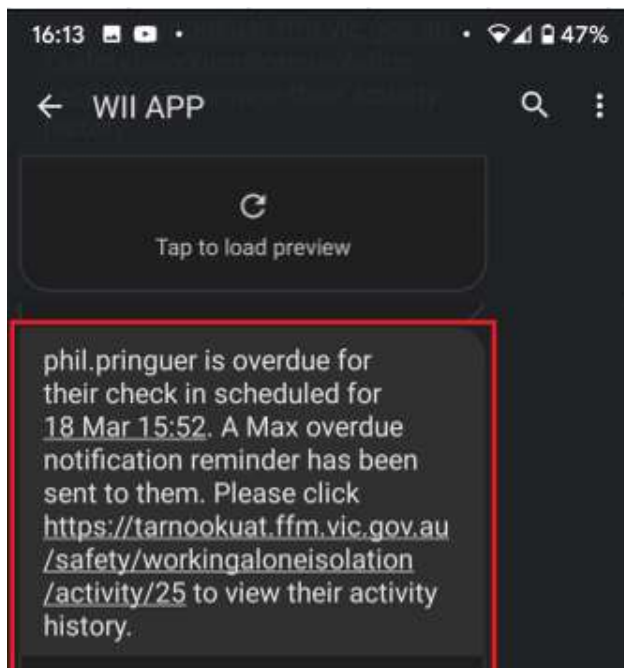 16:13 47%
WII APP
Tap to load preview
phil.pringuer is overdue for
their check in scheduled for
18 Mar 15:52. A Max overdue
notification reminder has been
sent to them. Please click
https://tarnookuat.ffm.vic.gov.au
/safety/workingaloneisolation
/activity/25 to view their activity
history.